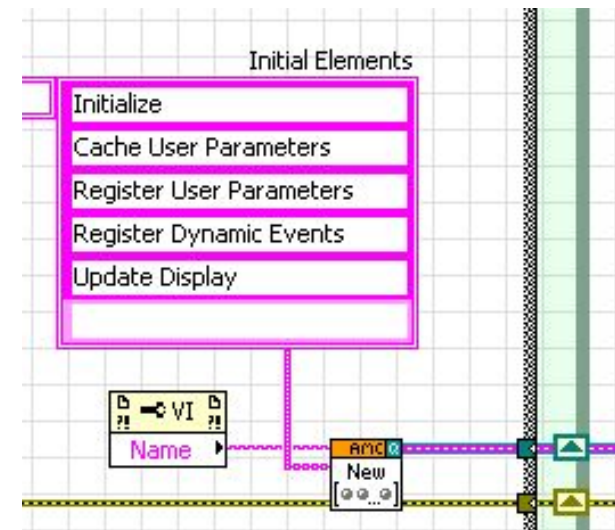 Initial Elements
Initialize
Cache User Parameters
Register User Parameters
Register Dynamic Events
Update Display
?! VI ?!
Name
AMC Q
New